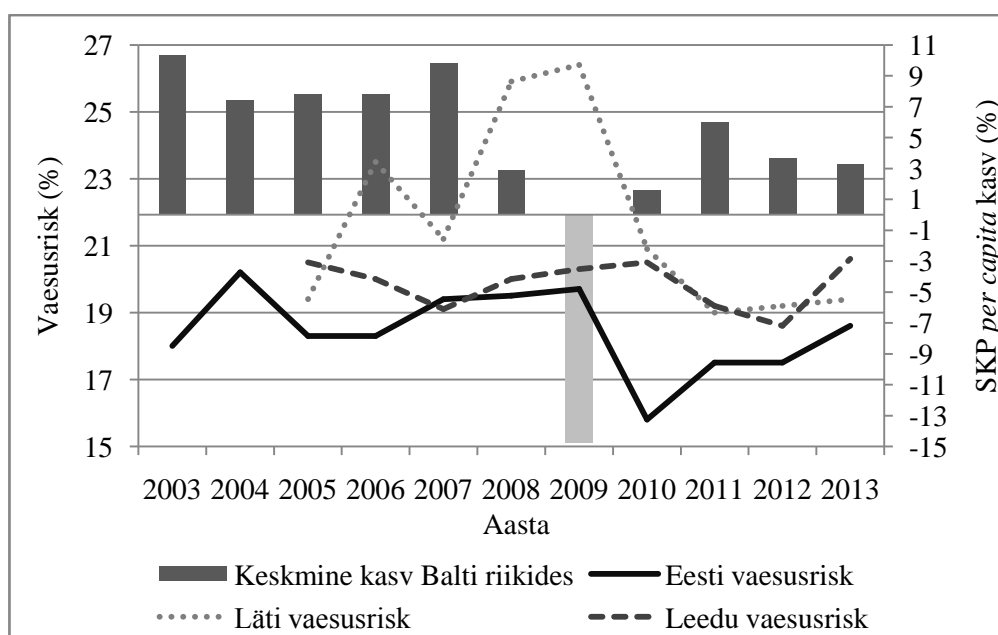 27
25
23
21
19
17
15
Vaesusrisk (%)
11
9
7
5
3
1
-1
-3
-5
-7
-9
-11
-13
-15
SKP per capita kasv (%)
2003 2004 2005 2006 2007 2008 2009 2010 2011 2012 2013
Aasta
Keskmine kasv Balti riikides
Eesti vaesusrisk
Läti vaesusrisk
Leedu vaesusrisk